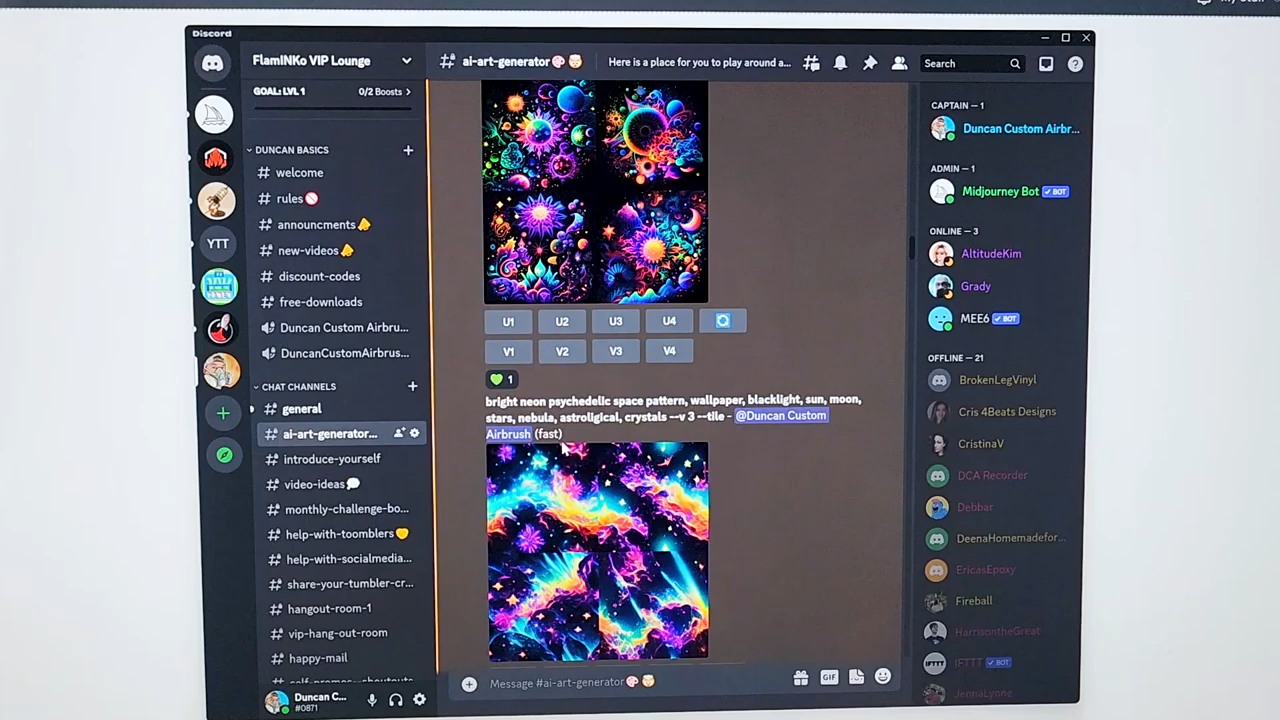 Discord
FlamINKo VIP Lounge
ai-art-generator
Here is a place for you to play around a...
Search
GOAL: LVL 1
0/2 Boosts
DUNCAN BASICS
welcome
rules
announcments
new-videos
discount-codes
free-downloads
Duncan Custom Airbru...
DuncanCustomAirbrus...
CHAT CHANNELS
general
ai-art-generator...
introduce-yourself
video-ideas
monthly-challenge-bo...
help-with-toomblers
help-with-socialmedia...
share-your-tumbler-cr...
hangout-room-1
vip-hang-out-room
happy-mail
Duncan C...
#0871
YTT
U1 U2 U3 U4
V1 V2 V3 V4
1
bright neon psychedelic space pattern, wallpaper, blacklight, sun, moon,
stars, nebula, astroligical, crystals --v 3 --tile - @Duncan Custom
Airbrush (fast)
Message #ai-art-generator
GIF
CAPTAIN — 1
Duncan Custom Airbr...
ADMIN — 1
Midjourney Bot BOT
ONLINE — 3
AltitudeKim
Grady
MEE6 BOT
OFFLINE — 21
BrokenLegVinyl
Cris 4Beats Designs
CristinaV
DCA Recorder
Debbar
DeenaHomemadefor...
EricasEpoxy
Fireball
HarrisontheGreat
IFTTT BOT
JennaLynne